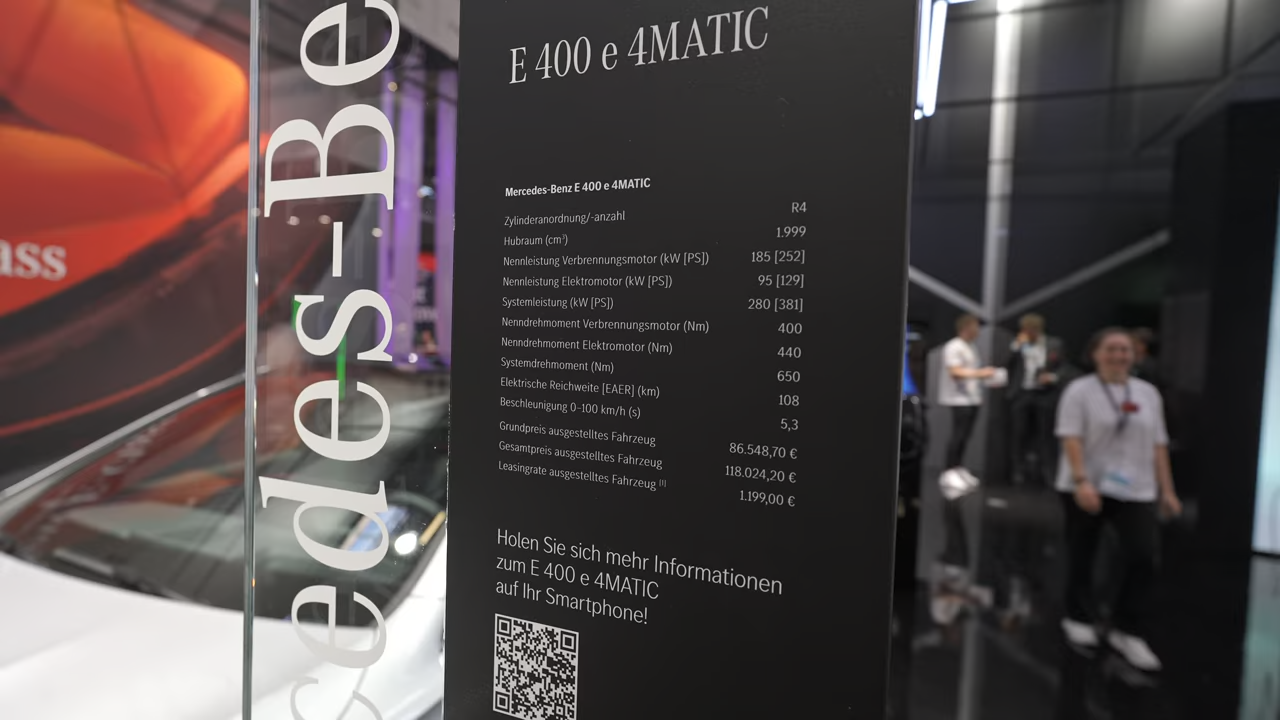 E 400 e 4MATIC
Mercedes-Benz E 400 e 4MATIC
Zylinderanordnung/-anzahl R4
Hubraum (cm³) 1.999
Nennleistung Verbrennungsmotor (kW [PS]) 185 [252]
Nennleistung Elektromotor (kW [PS]) 95 [129]
Systemleistung (kW [PS]) 280 [381]
Nenndrehmoment Verbrennungsmotor (Nm) 400
Nenndrehmoment Elektromotor (Nm) 440
Systemdrehmoment (Nm) 650
Elektrische Reichweite [EAER] (km) 108
Beschleunigung 0-100 km/h (s) 5,3
Grundpreis ausgestelltes Fahrzeug 86.548,70 €
Gesamtpreis ausgestelltes Fahrzeug 118.024,20 €
Leasingrate ausgestelltes Fahrzeug [1] 1.199,00 €
Holen Sie sich mehr Informationen
zum E 400 e 4MATIC
auf Ihr Smartphone!
cedes-Be
ass